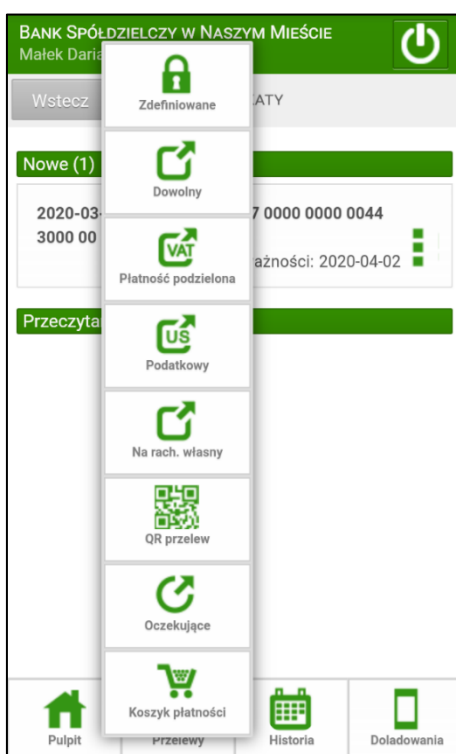 BANK SPÓŁDZIELCZY W NASZYM MIEŚCIE
Małek Daria
Wstecz
ATY
Nowe (1)
2020-03- 7 0000 0000 0044
3000 00
ażności: 2020-04-02
Przeczyta
Zdefiniowane
Dowolny
VAT
Płatność podzielona
US
Podatkowy
Na rach. własny
QR przelew
Oczekujące
Koszyk płatności
Pulpit
Przelewy
Historia
Doladowania